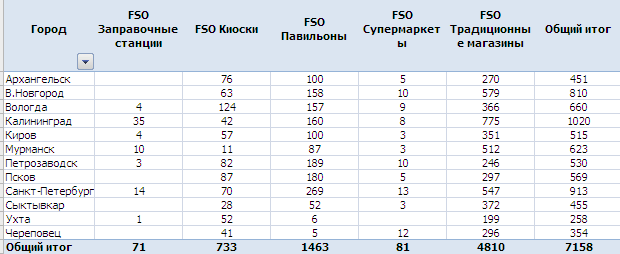 Город FSO Заправочные станции FSO Киоски FSO Павильоны FSO Супермаркет ы FSO Традиционн ые магазины Общий итог
Архангельск 76 100 5 270 451
В.Новгород 63 158 10 579 810
Вологда 4 124 157 9 366 660
Калининград 35 42 160 8 775 1020
Киров 4 57 100 3 351 515
Мурманск 10 11 87 3 512 623
Петрозаводск 3 82 189 10 246 530
Псков 87 180 5 297 569
Санкт-Петербург 14 70 269 13 547 913
Сыктывкар 28 52 3 372 455
Ухта 1 52 6 199 258
Череповец 41 5 12 296 354
Общий итог 71 733 1463 81 4810 7158